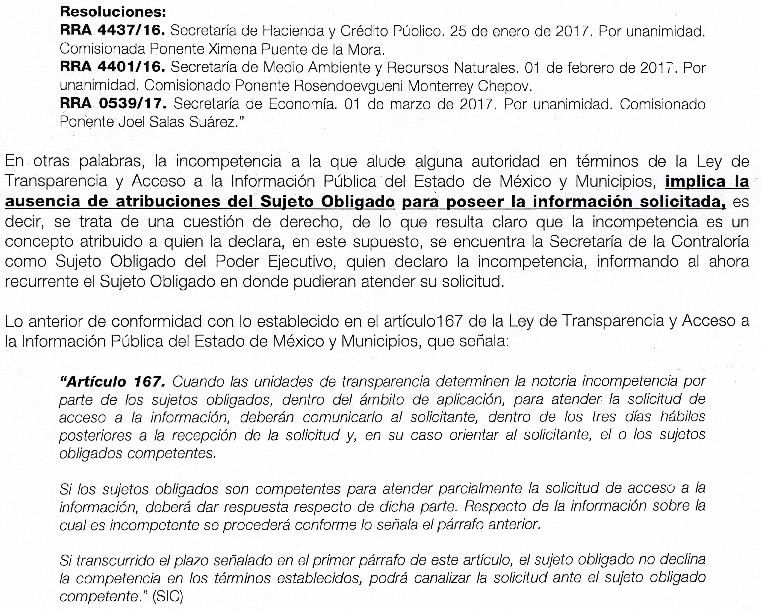 Resoluciones:
RRA 4437/16. Secretaría de Hacienda y Crédito Público. 25 de enero de 2017. Por unanimidad.
Comisionada Ponente Ximena Puente de la Mora.
RRA 4401/16. Secretaría de Medio Ambiente y Recursos Naturales. 01 de febrero de 2017. Por
unanimidad. Comisionado Ponente Rosendoevgueni Monterrey Chepov.
RRA 0539/17. Secretaría de Economía. 01 de marzo de 2017. Por unanimidad. Comisionado
Ponente Joel Salas Suárez.”
En otras palabras, la incompetencia a la que alude alguna autoridad en términos de la Ley de
Transparencia y Acceso a la Información Pública del Estado de México y Municipios, implica la
ausencia de atribuciones del Sujeto Obligado para poseer la información solicitada, es
decir, se trata de una cuestión de derecho, de lo que resulta claro que la incompetencia es un
concepto atribuido a quien la declara, en este supuesto, se encuentra la Secretaría de la Contraloría
como Sujeto Obligado del Poder Ejecutivo, quien declaro la incompetencia, informando al ahora
recurrente el Sujeto Obligado en donde pudieran atender su solicitud.
Lo anterior de conformidad con lo establecido en el artículo167 de la Ley de Transparencia y Acceso a
la Información Pública del Estado de México y Municipios, que señala:
“Artículo 167. Cuando las unidades de transparencia determinen la notoria incompetencia por
parte de los sujetos obligados, dentro del ámbito de aplicación, para atender la solicitud de
acceso a la información, deberán comunicarlo al solicitante, dentro de los tres días hábiles
posteriores a la recepción de la solicitud y, en su caso orientar al solicitante, el o los sujetos
obligados competentes.
Si los sujetos obligados son competentes para atender parcialmente la solicitud de acceso a la
información, deberá dar respuesta respecto de dicha parte. Respecto de la información sobre la
cual es incompetente se procederá conforme lo señala el párrafo anterior.
Si transcurrido el plazo señalado en el primer párrafo de este artículo, el sujeto obligado no declina
la competencia en los términos establecidos, podrá canalizar la solicitud ante el sujeto obligado
competente.” (SIC)